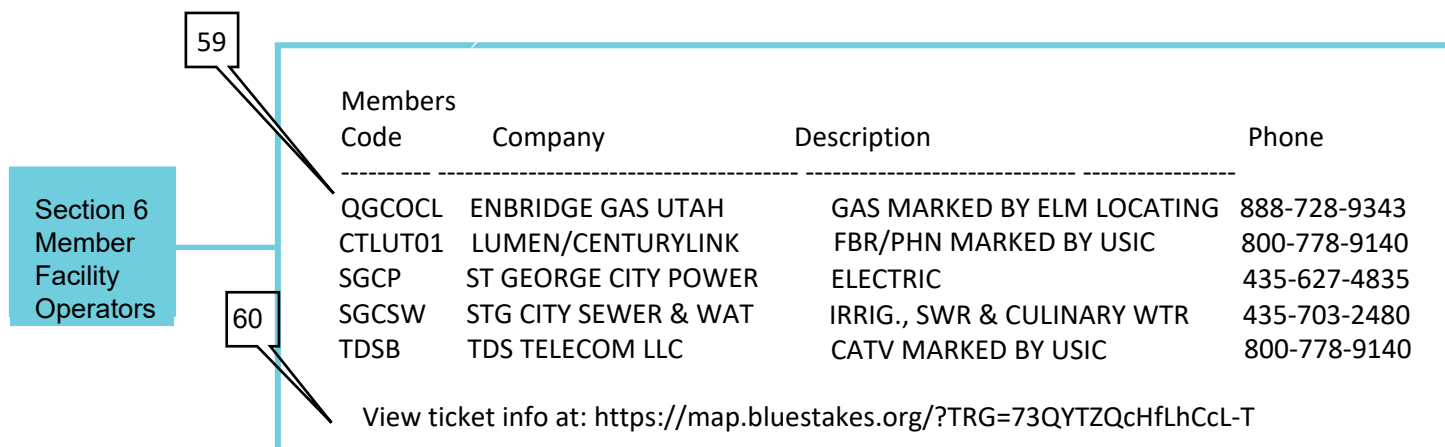 59
Members
Code Company Description Phone
---------- ---------------------------------------- ------------------------------ -----------------
Section 6
Member
Facility
Operators
QGCOCL ENBRIDGE GAS UTAH GAS MARKED BY ELM LOCATING 888-728-9343
CTLUT01 LUMEN/CENTURYLINK FBR/PHN MARKED BY USIC 800-778-9140
SGCP ST GEORGE CITY POWER ELECTRIC 435-627-4835
SGCSW STG CITY SEWER & WAT IRRIG., SWR & CULINARY WTR 435-703-2480
TDSB TDS TELECOM LLC CATV MARKED BY USIC 800-778-9140
60
View ticket info at: https://map.bluestakes.org/?TRG=73QYTZQcHfLhCcL-T